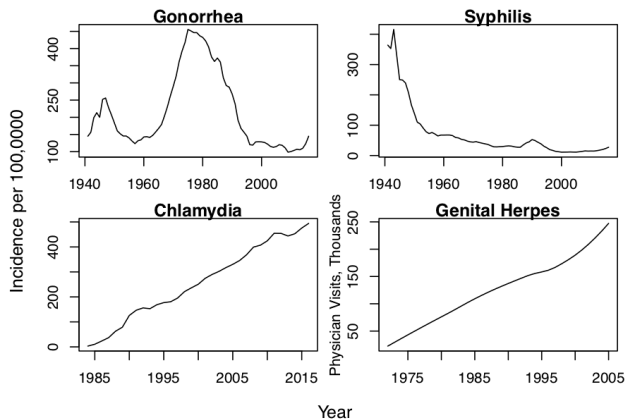 Gonorrhea
Syphilis
400
250
100
300
100
0
1940 1960 1980 2000
1940 1960 1980 2000
Incidence per 100,0000
Chlamydia
Genital Herpes
400
200
0
Physician Visits, Thousands
250
150
50
1985 1995 2005 2015
1975 1985 1995 2005
Year